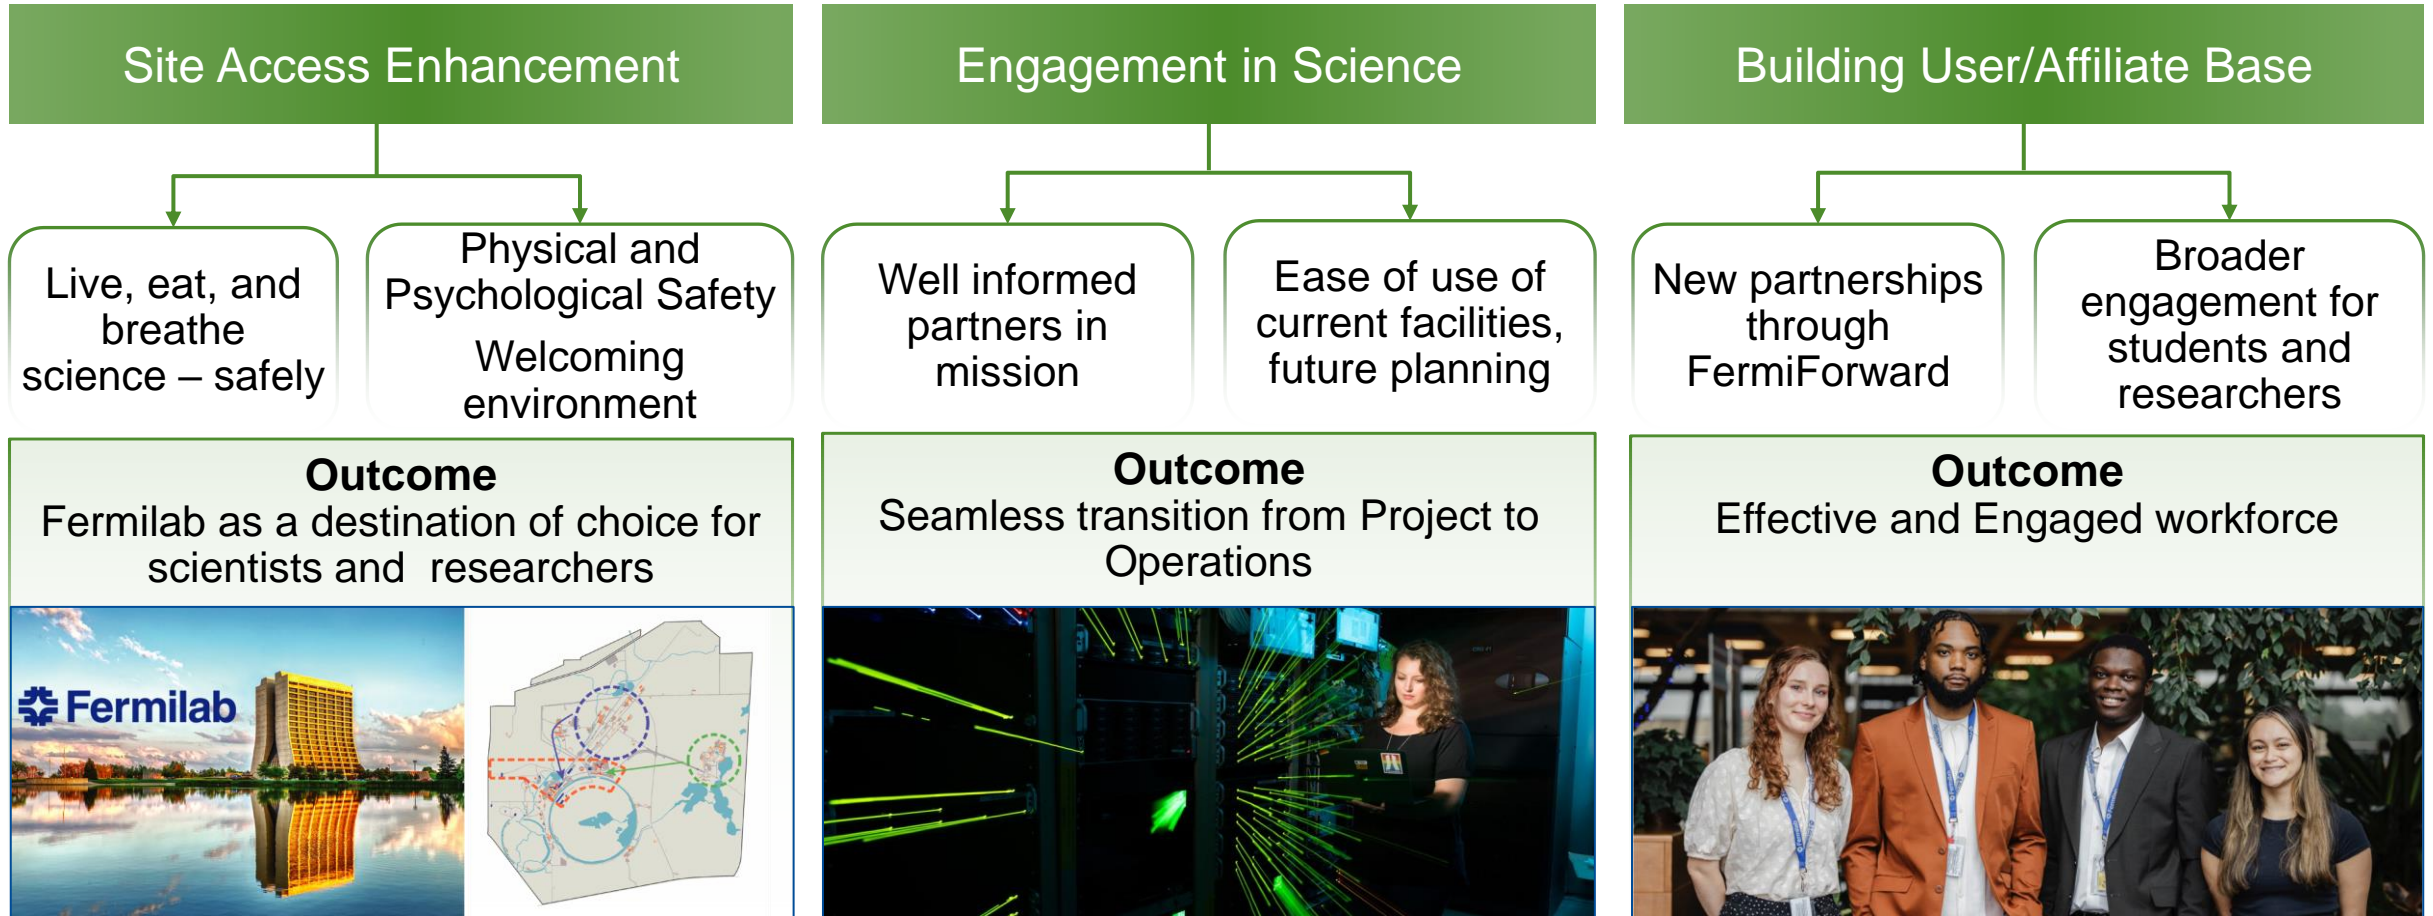 Site Access Enhancement
Live, eat, and
breathe
science – safely
Physical and
Psychological Safety
Welcoming
environment
Outcome
Fermilab as a destination of choice for
scientists and  researchers
Fermilab
Engagement in Science
Well informed
partners in
mission
Ease of use of
current facilities,
future planning
Outcome
Seamless transition from Project to
Operations
Building User/Affiliate Base
New partnerships
through
FermiForward
Broader
engagement for
students and
researchers
Outcome
Effective and Engaged workforce